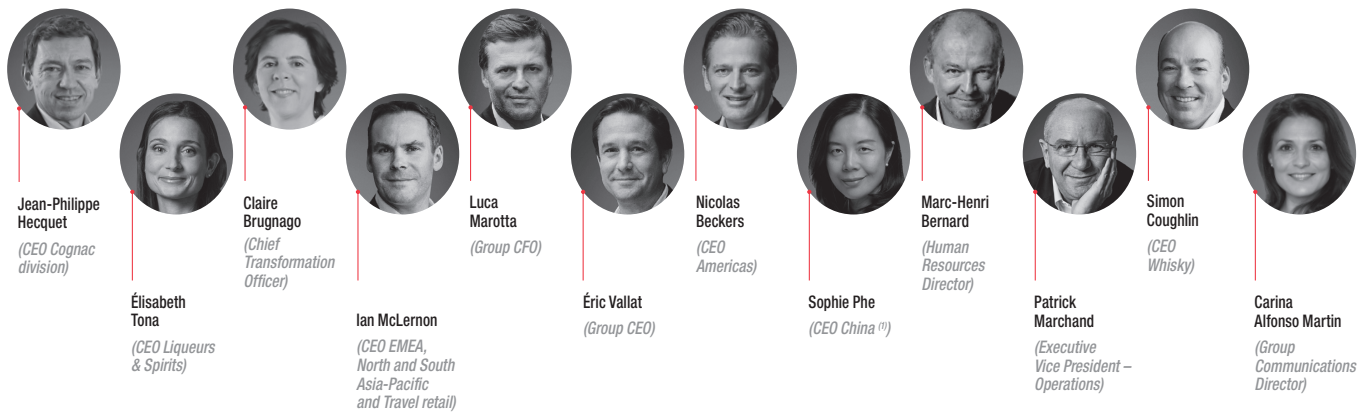 Jean-Philippe
Hecquet
(CEO Cognac
division)
Élisabeth
Tona
(CEO Liqueurs
& Spirits)
Claire
Brugnago
(Chief
Transformation
Officer)
Ian McLernon
(CEO EMEA,
North and South
Asia-Pacific
and Travel retail)
Luca
Marotta
(Group CFO)
Éric Vallat
(Group CEO)
Nicolas
Beckers
(CEO
Americas)
Sophie Phe
(CEO China (1))
Marc-Henri
Bernard
(Human
Resources
Director)
Patrick
Marchand
(Executive
Vice President –
Operations)
Simon
Coughlin
(CEO
Whisky)
Carina
Alfonso Martin
(Group
Communications
Director)